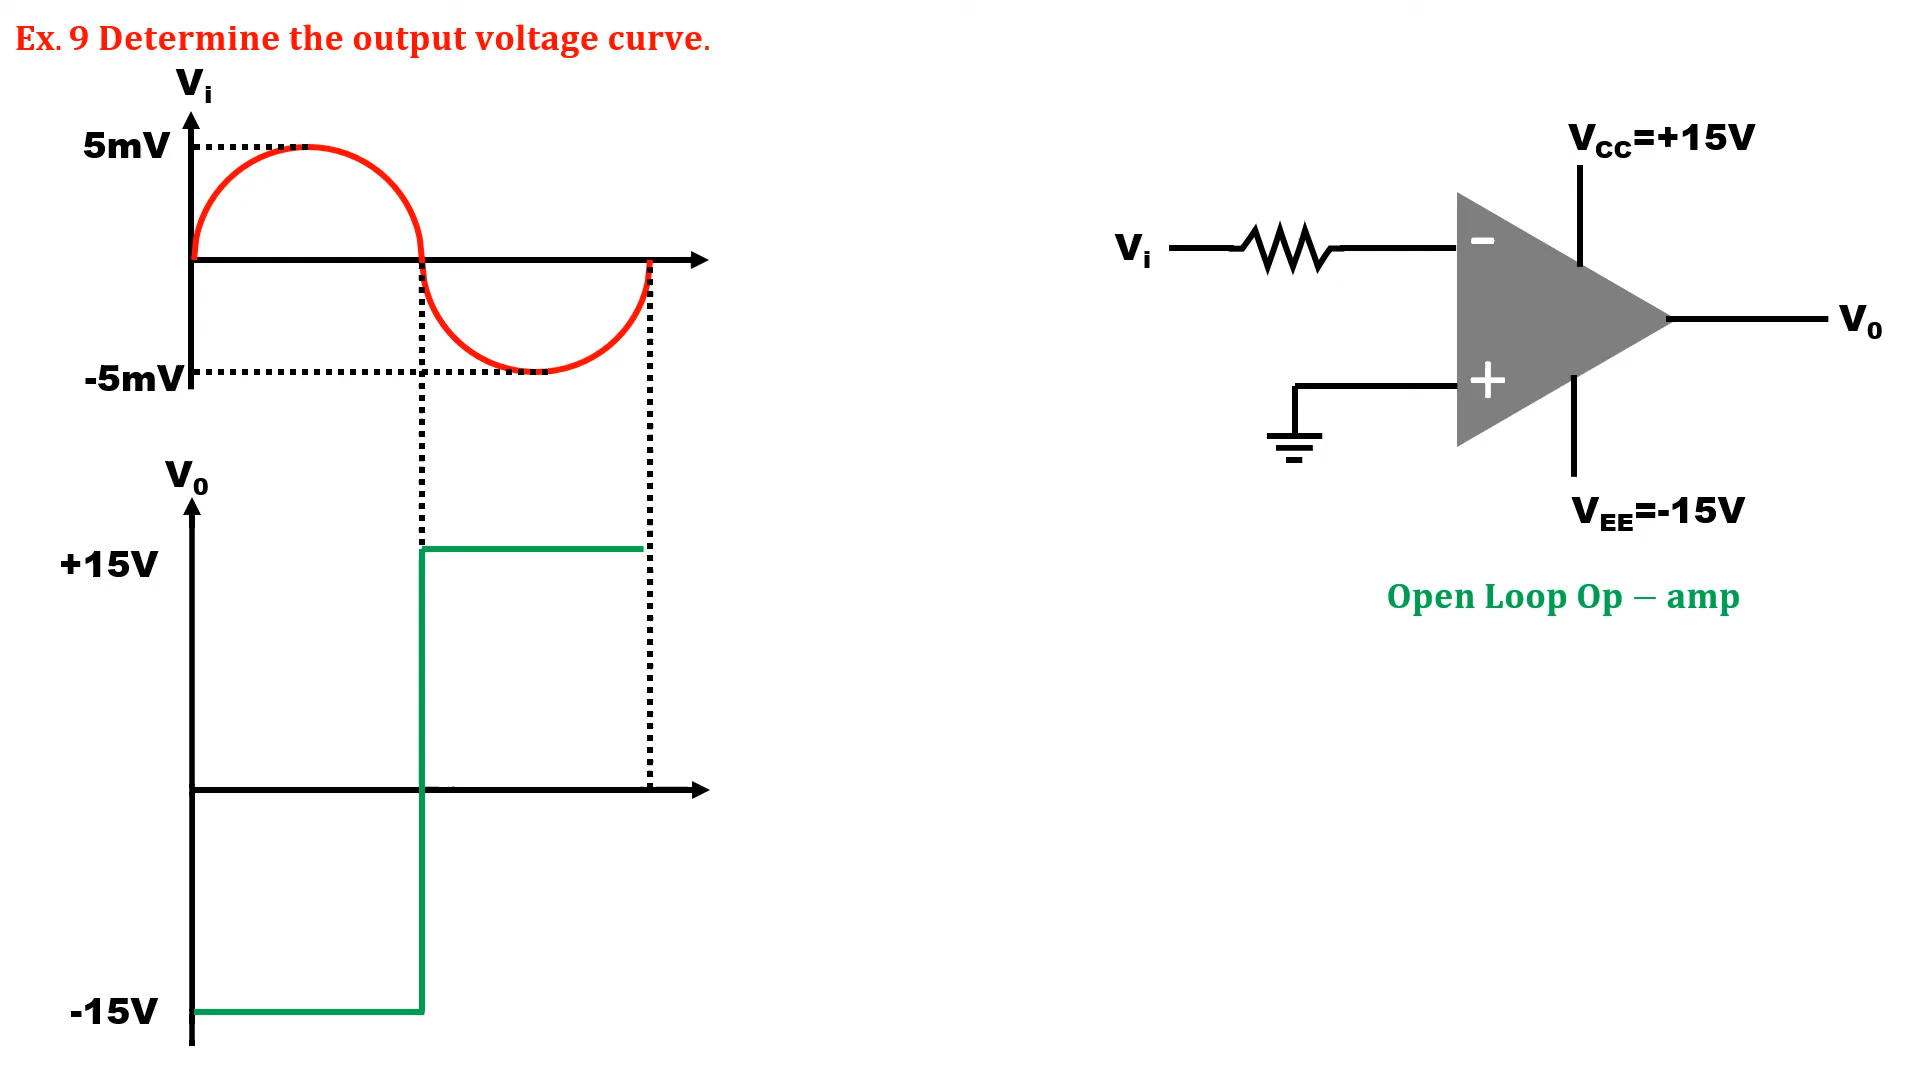 Ex. 9 Determine the output voltage curve.
Vi
5mV
-5mV
V0
+15V
-15V
VCC=+15V
Vi
-
+
V0
VEE=-15V
Open Loop Op – amp